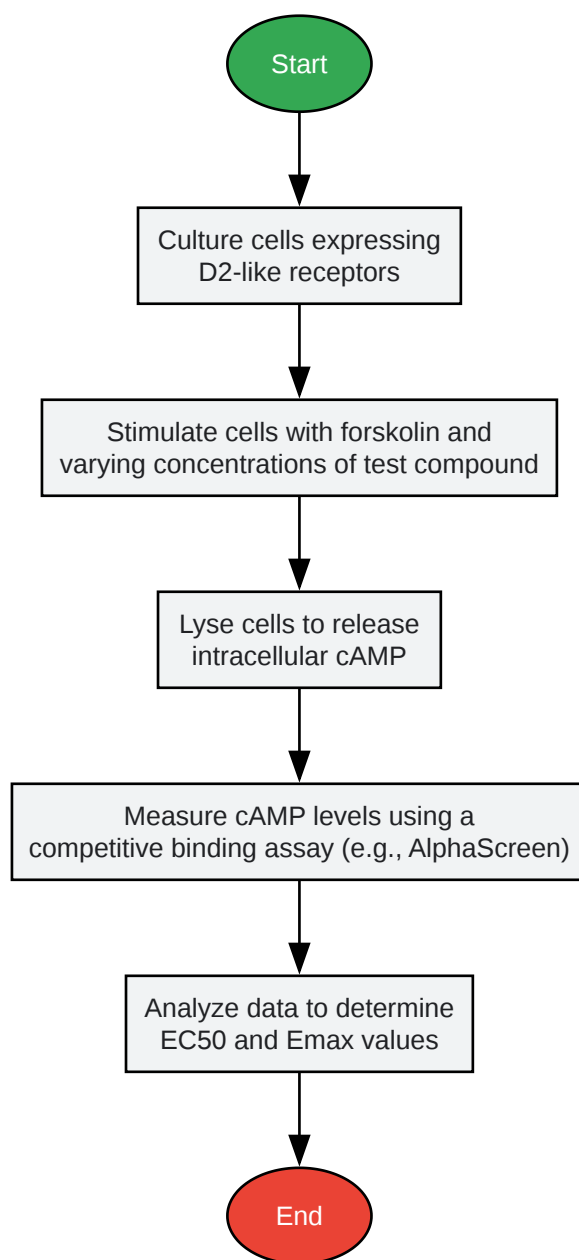 Start
Culture cells expressing
D2-like receptors
Stimulate cells with forskolin and
varying concentrations of test compound
Lyse cells to release
intracellular cAMP
Measure cAMP levels using a
competitive binding assay (e.g., AlphaScreen)
Analyze data to determine
EC50 and Emax values
End